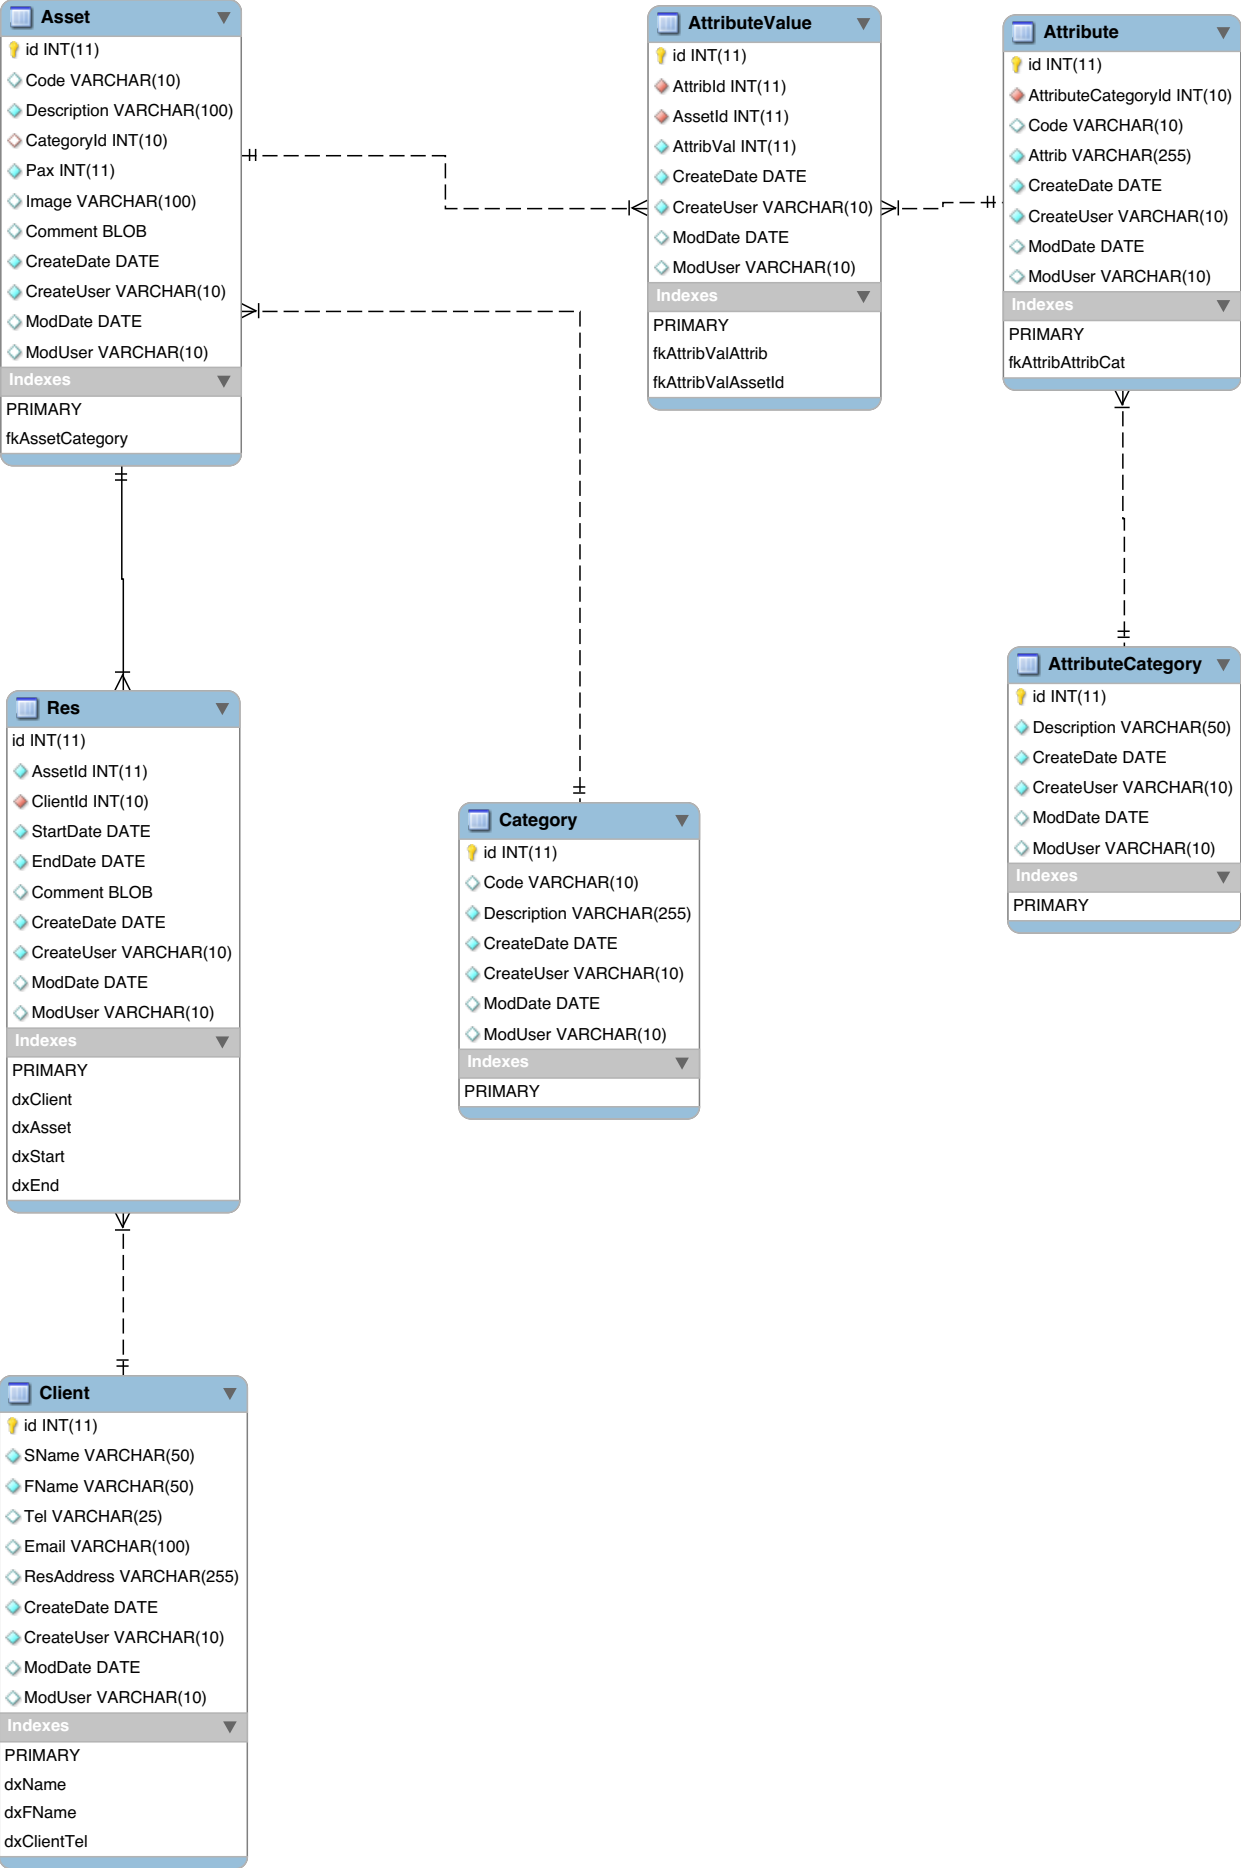 Asset
id INT(11)
Code VARCHAR(10)
Description VARCHAR(100)
CategoryId INT(10)
Pax INT(11)
Image VARCHAR(100)
Comment BLOB
CreateDate DATE
CreateUser VARCHAR(10)
ModDate DATE
ModUser VARCHAR(10)
Indexes
PRIMARY
fkAssetCategory
AttributeValue
id INT(11)
AttribId INT(11)
AssetId INT(11)
AttribVal INT(11)
CreateDate DATE
CreateUser VARCHAR(10)
ModDate DATE
ModUser VARCHAR(10)
Indexes
PRIMARY
fkAttribValAttrib
fkAttribValAssetId
Attribute
id INT(11)
AttributeCategoryId INT(10)
Code VARCHAR(10)
Attrib VARCHAR(255)
CreateDate DATE
CreateUser VARCHAR(10)
ModDate DATE
ModUser VARCHAR(10)
Indexes
PRIMARY
fkAttribAttribCat
AttributeCategory
id INT(11)
Description VARCHAR(50)
CreateDate DATE
CreateUser VARCHAR(10)
ModDate DATE
ModUser VARCHAR(10)
Indexes
PRIMARY
Res
id INT(11)
AssetId INT(11)
ClientId INT(10)
StartDate DATE
EndDate DATE
Comment BLOB
CreateDate DATE
CreateUser VARCHAR(10)
ModDate DATE
ModUser VARCHAR(10)
Indexes
PRIMARY
dxClient
dxAsset
dxStart
dxEnd
Category
id INT(11)
Code VARCHAR(10)
Description VARCHAR(255)
CreateDate DATE
CreateUser VARCHAR(10)
ModDate DATE
ModUser VARCHAR(10)
Indexes
PRIMARY
Client
id INT(11)
SName VARCHAR(50)
FName VARCHAR(50)
Tel VARCHAR(25)
Email VARCHAR(100)
ResAddress VARCHAR(255)
CreateDate DATE
CreateUser VARCHAR(10)
ModDate DATE
ModUser VARCHAR(10)
Indexes
PRIMARY
dxName
dxFName
dxClientTel